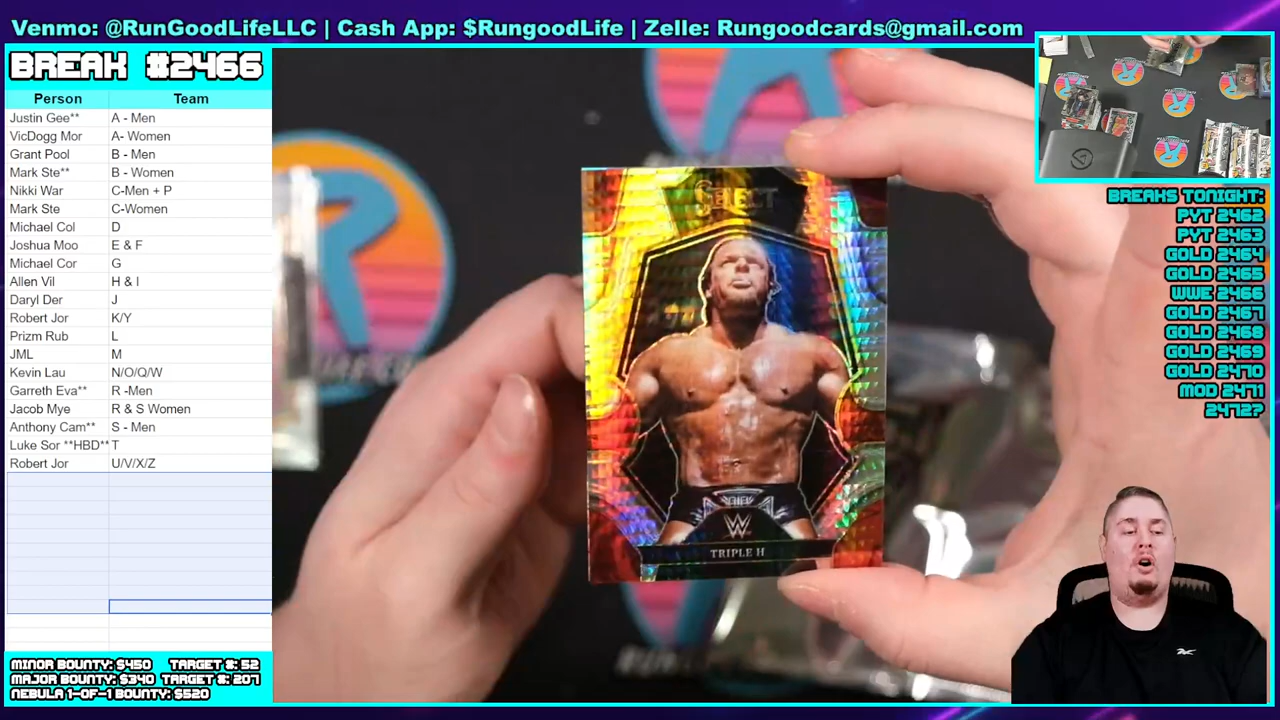 Venmo: @RunGoodLifeLLC | Cash App: $RungoodLife | Zelle: Rungoodcards@gmail.com
BREAK #2466
Person Team
Justin Gee** A - Men
VicDogg Mor A- Women
Grant Pool B - Men
Mark Ste** B - Women
Nikki War C-Men + P
Mark Ste C-Women
Michael Col D
Joshua Moo E & F
Michael Cor G
Allen Vil H & I
Daryl Der J
Robert Jor K/Y
Prizm Rub L
JML M
Kevin Lau N/O/Q/W
Garreth Eva** R -Men
Jacob Mye R & S Women
Anthony Cam** S - Men
Luke Sor **HBD** T
Robert Jor U/V/X/Z
MINOR BOUNTY: $450 TARGET #: 52
MAJOR BOUNTY: $340 TARGET #: 207
NEBULA 1-OF-1 BOUNTY: $520
SELECT
W
TRIPLE H
BREAKS TONIGHT:
PYT 2462
PYT 2463
GOLD 2464
GOLD 2465
WWE 2466
GOLD 2467
GOLD 2468
GOLD 2469
GOLD 2470
MOD 2471
2472?